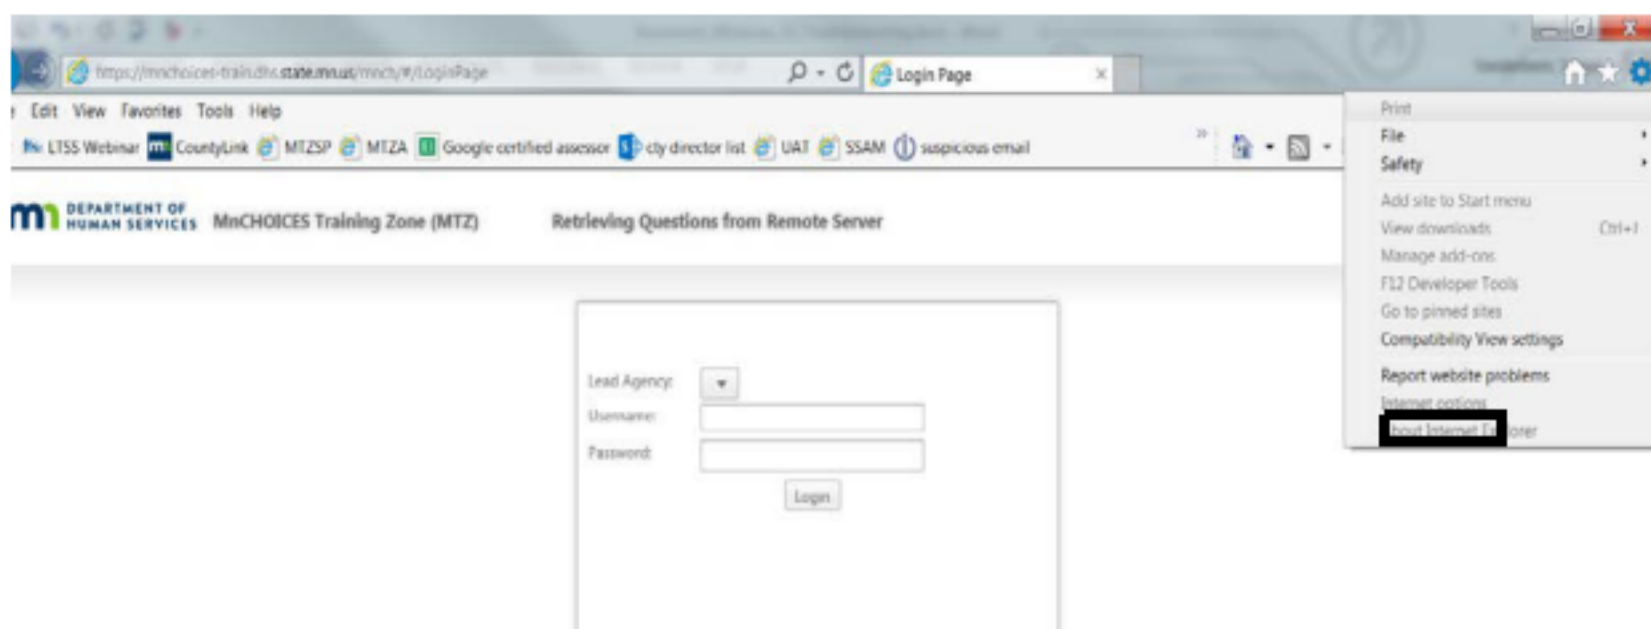 https://mnchoices-train.dhs.state.mn.us/mnch/#/LoginPage
Login Page
Edit View Favorites Tools Help
LTSS Webinar CountyLink MTZSP MTZA Google certified assessor cty director list UAT SSAM suspicious email
DEPARTMENT OF
HUMAN SERVICES
MnCHOICES Training Zone (MTZ) Retrieving Questions from Remote Server
Lead Agency:
Username:
Password:
Login
Print
File
Safety
Add site to Start menu
View downloads Ctrl+J
Manage add-ons
F12 Developer Tools
Go to pinned sites
Compatibility View settings
Report website problems
Internet options
About Internet Explorer